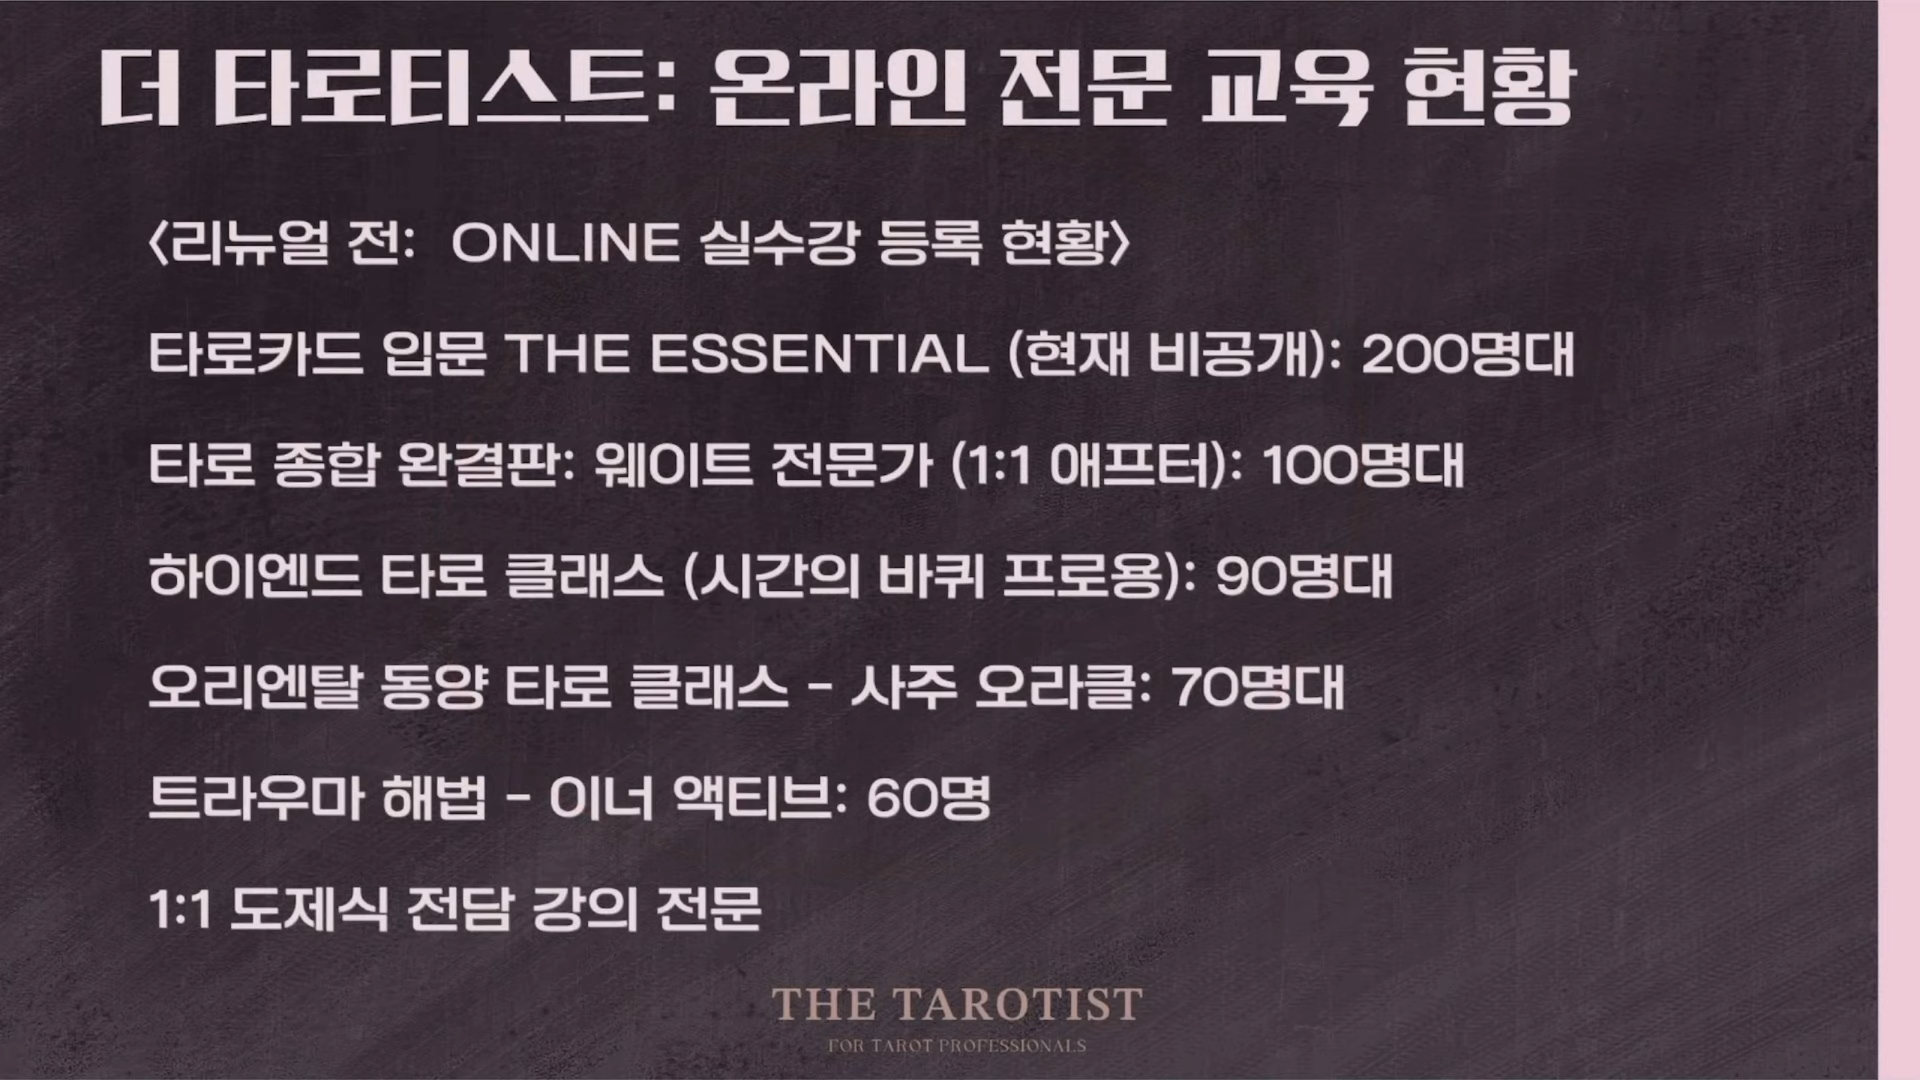 더 타로티스트: 온라인 전문 교육 현황
<리뉴얼 전: ONLINE 실수강 등록 현황>
타로카드 입문 THE ESSENTIAL (현재 비공개): 200명대
타로 종합 완결판: 웨이트 전문가 (1:1 애프터): 100명대
하이엔드 타로 클래스 (시간의 바퀴 프로용): 90명대
오리엔탈 동양 타로 클래스 - 사주 오라클: 70명대
트라우마 해법 - 이너 액티브: 60명
1:1 도제식 전담 강의 전문
THE TAROTIST
FOR TAROT PROFESSIONALS